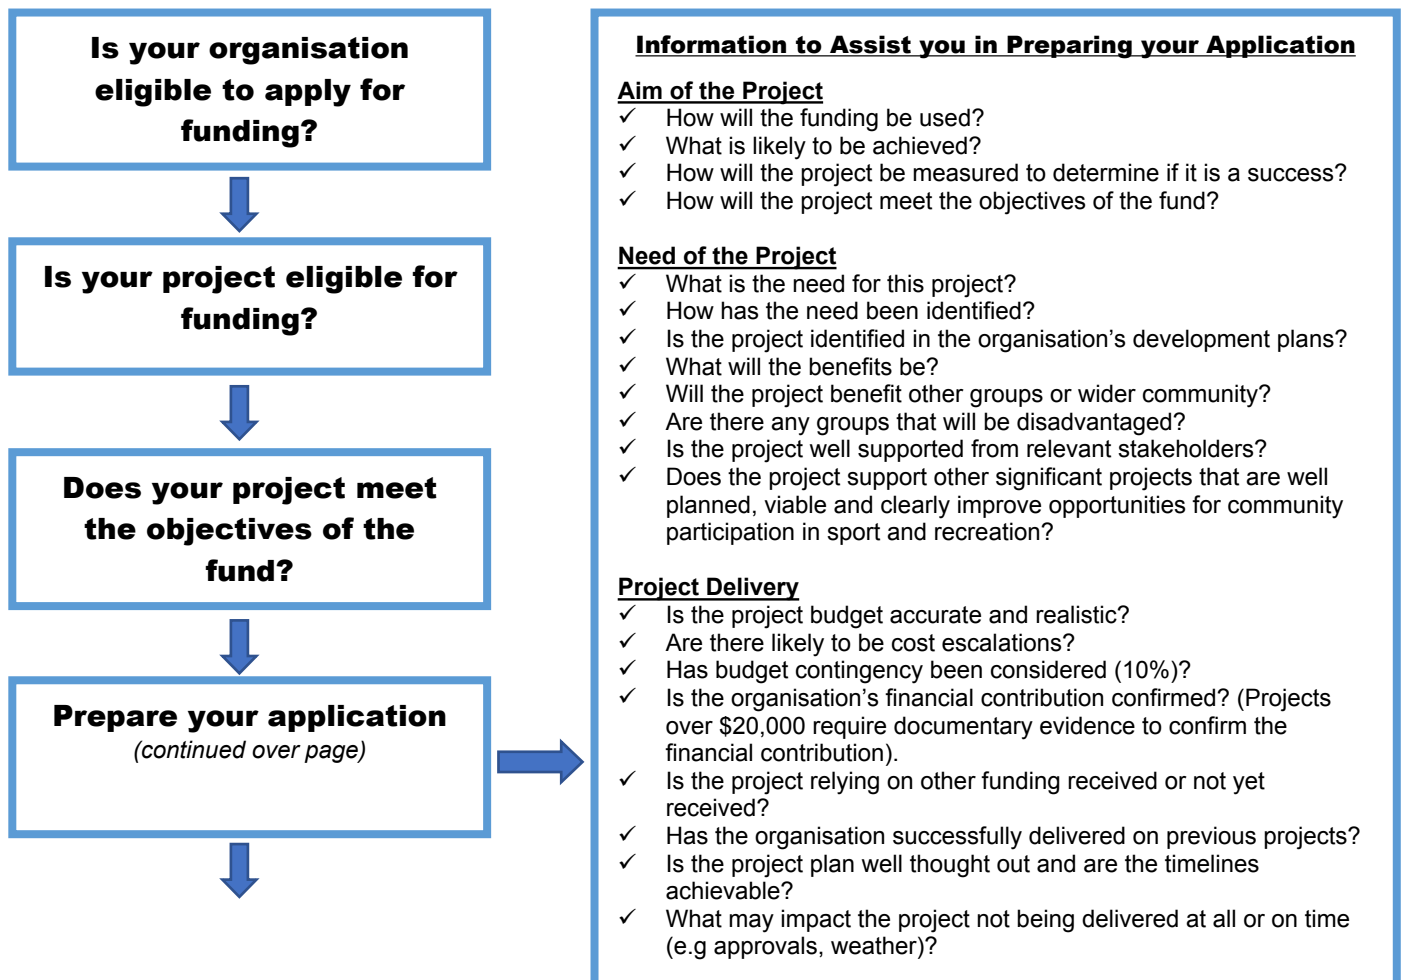 Is your organisation
eligible to apply for
funding?
Is your project eligible for
funding?
Does your project meet
the objectives of the
fund?
Prepare your application
(continued over page)
Information to Assist you in Preparing your Application
Aim of the Project
✓ How will the funding be used?
✓ What is likely to be achieved?
✓ How will the project be measured to determine if it is a success?
✓ How will the project meet the objectives of the fund?
Need of the Project
✓ What is the need for this project?
✓ How has the need been identified?
✓ Is the project identified in the organisation’s development plans?
✓ What will the benefits be?
✓ Will the project benefit other groups or wider community?
✓ Are there any groups that will be disadvantaged?
✓ Is the project well supported from relevant stakeholders?
✓ Does the project support other significant projects that are well
planned, viable and clearly improve opportunities for community
participation in sport and recreation?
Project Delivery
✓ Is the project budget accurate and realistic?
✓ Are there likely to be cost escalations?
✓ Has budget contingency been considered (10%)?
✓ Is the organisation’s financial contribution confirmed? (Projects
over $20,000 require documentary evidence to confirm the
financial contribution).
✓ Is the project relying on other funding received or not yet
received?
✓ Has the organisation successfully delivered on previous projects?
✓ Is the project plan well thought out and are the timelines
achievable?
✓ What may impact the project not being delivered at all or on time
(e.g approvals, weather)?